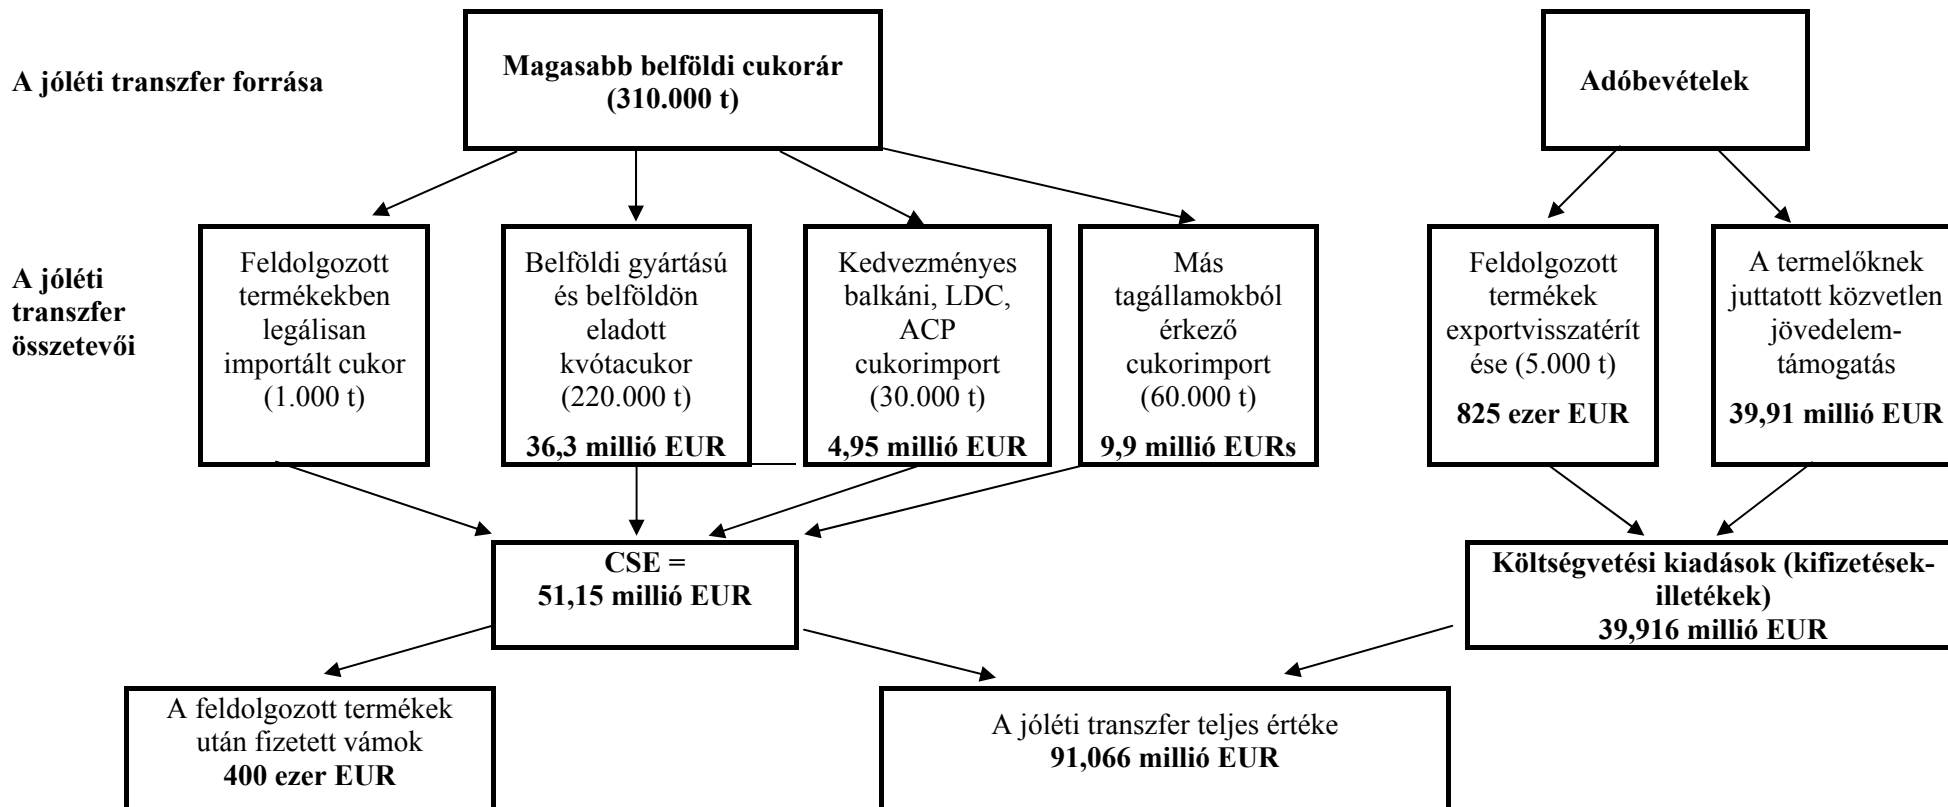 A jóléti transzfer forrása
Magasabb belföldi cukorár
(310.000 t)
Adóbevételek
A jóléti
transzfer
összetevői
Feldolgozott
termékekben
legálisan
importált cukor
(1.000 t)
Belföldi gyártású
és belföldön
eladott
kvótacukor
(220.000 t)
36,3 millió EUR
Kedvezményes
balkáni, LDC,
ACP
cukorimport
(30.000 t)
4,95 millió EUR
Más
tagállamokból
érkező
cukorimport
(60.000 t)
9,9 millió EURs
Feldolgozott
termékek
exportvisszatérít
ése (5.000 t)
825 ezer EUR
A termelőknek
juttatott közvetlen
jövedelem-
támogatás
39,91 millió EUR
CSE =
51,15 millió EUR
Költségvetési kiadások (kifizetések-
illetékek)
39,916 millió EUR
A feldolgozott termékek
után fizetett vámok
400 ezer EUR
A jóléti transzfer teljes értéke
91,066 millió EUR